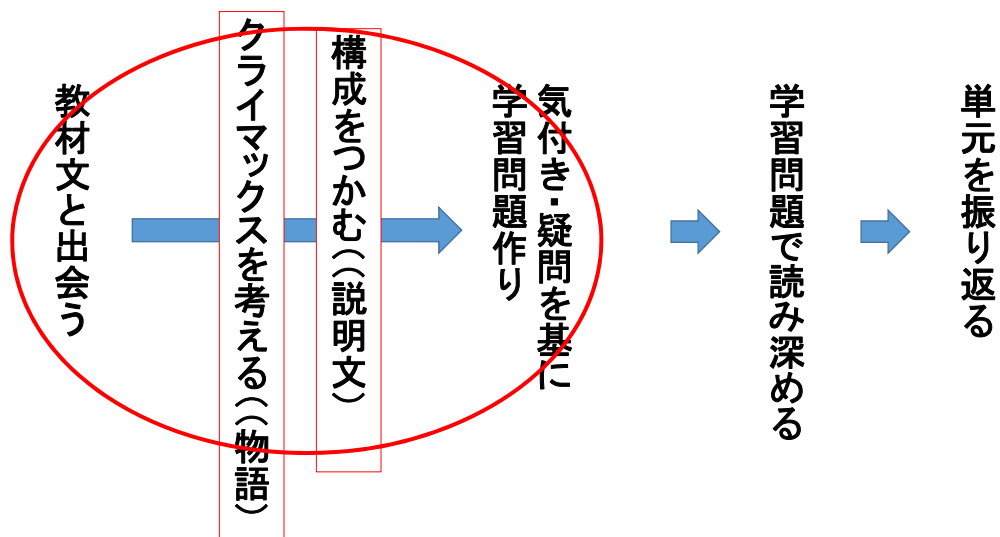 教材文と出会う
クライマックスを考える（（物語）
構成をつかむ（（説明文）
気付き・疑問を基に
学習問題作り
学習問題で読み深める
単元を振り返る